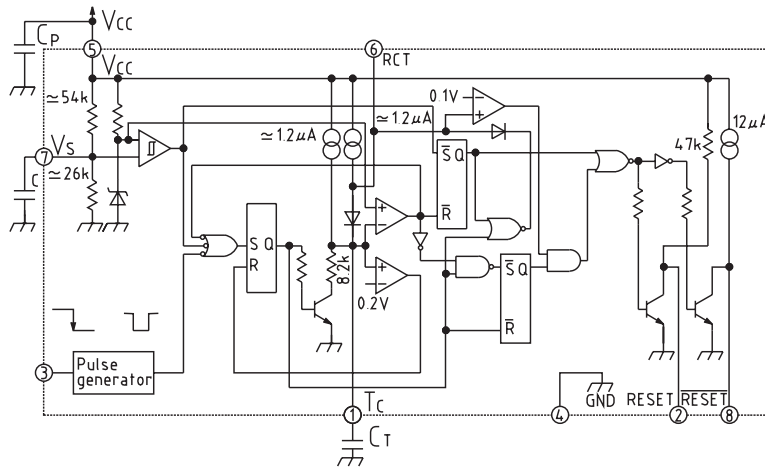 CP
VCC
5
6
VCC
RCT
≃54k
0.1V
≃1.2μA
≃1.2μA
12μA
47k
7
VS
C
≃26k
S̅ Q
R̅
S Q
R
8.2k
0.2V
S̅ Q
R̅
3
Pulse
generator
TC
1
CT
4
GND
RESET
2
R̅E̅S̅E̅T̅
8
+
−
+
−
+
−